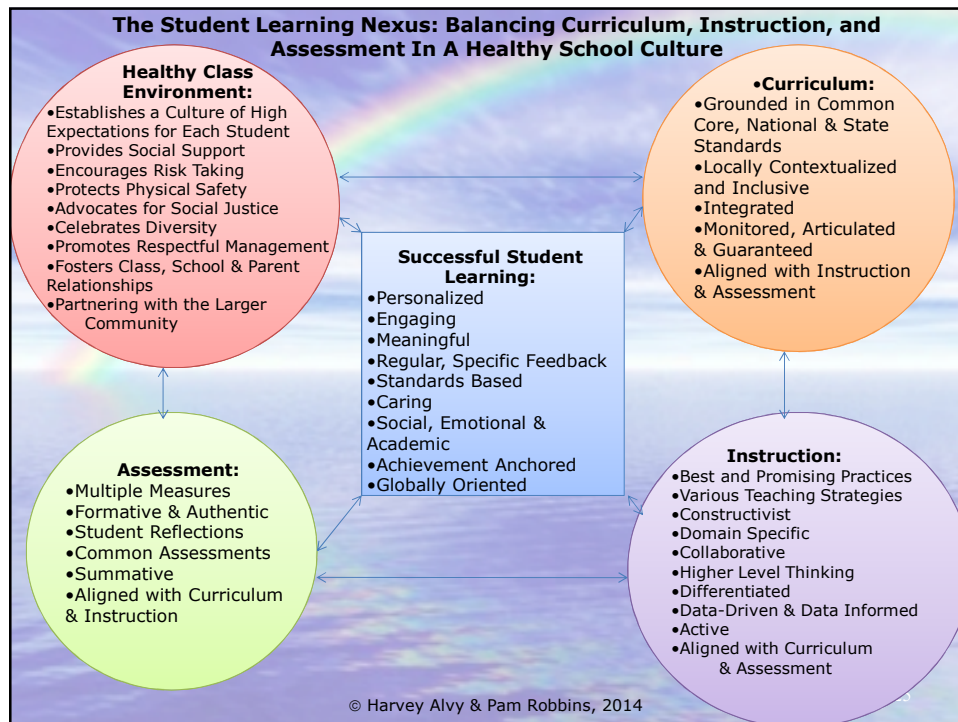 The Student Learning Nexus: Balancing Curriculum, Instruction, and
Assessment In A Healthy School Culture
Healthy Class
Environment:
•Establishes a Culture of High
Expectations for Each Student
•Provides Social Support
•Encourages Risk Taking
•Protects Physical Safety
•Advocates for Social Justice
•Celebrates Diversity
•Promotes Respectful Management
•Fosters Class, School & Parent
Relationships
•Partnering with the Larger
Community
•Curriculum:
•Grounded in Common
Core, National & State
Standards
•Locally Contextualized
and Inclusive
•Integrated
•Monitored, Articulated
& Guaranteed
•Aligned with Instruction
& Assessment
Successful Student
Learning:
•Personalized
•Engaging
•Meaningful
•Regular, Specific Feedback
•Standards Based
•Caring
•Social, Emotional &
Academic
•Achievement Anchored
•Globally Oriented
Assessment:
•Multiple Measures
•Formative & Authentic
•Student Reflections
•Common Assessments
•Summative
•Aligned with Curriculum
& Instruction
Instruction:
•Best and Promising Practices
•Various Teaching Strategies
•Constructivist
•Domain Specific
•Collaborative
•Higher Level Thinking
•Differentiated
•Data-Driven & Data Informed
•Active
•Aligned with Curriculum
& Assessment
© Harvey Alvy & Pam Robbins, 2014